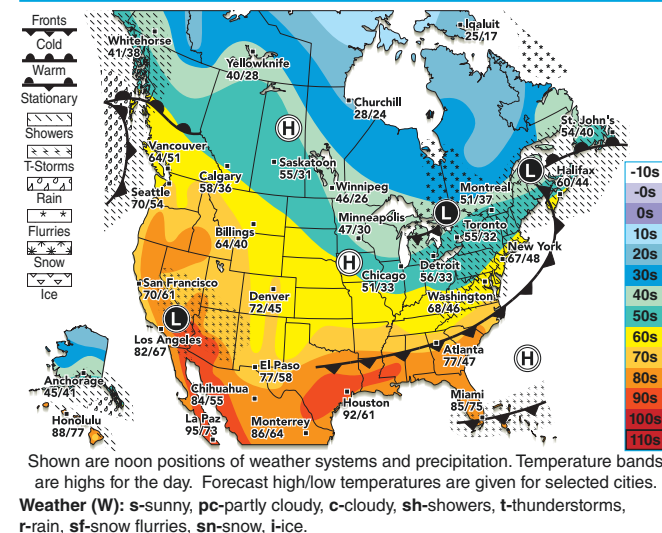 Fronts
Cold
Warm
Stationary
Showers
T-Storms
Rain
Flurries
Snow
Ice
Whitehorse
41/38
Yellowknife
40/28
Iqaluit
25/17
Churchill
28/24
St. John's
54/40
Vancouver
64/51
Calgary
58/36
Saskatoon
55/31
Winnipeg
46/26
Montreal
51/37
Halifax
60/44
Seattle
70/54
Billings
64/40
Minneapolis
47/30
Toronto
55/32
New York
67/48
San Francisco
70/61
Denver
72/45
Chicago
51/33
Detroit
56/33
Washington
68/46
Los Angeles
82/67
El Paso
77/58
Atlanta
77/47
Anchorage
45/41
Chihuahua
84/55
Houston
92/61
Miami
85/75
Honolulu
88/77
La Paz
95/73
Monterrey
86/64
H
H
H
L
L
L
-10s
-0s
0s
10s
20s
30s
40s
50s
60s
70s
80s
90s
100s
110s
Shown are noon positions of weather systems and precipitation. Temperature bands
are highs for the day. Forecast high/low temperatures are given for selected cities.
Weather (W): s-sunny, pc-partly cloudy, c-cloudy, sh-showers, t-thunderstorms,
r-rain, sf-snow flurries, sn-snow, i-ice.